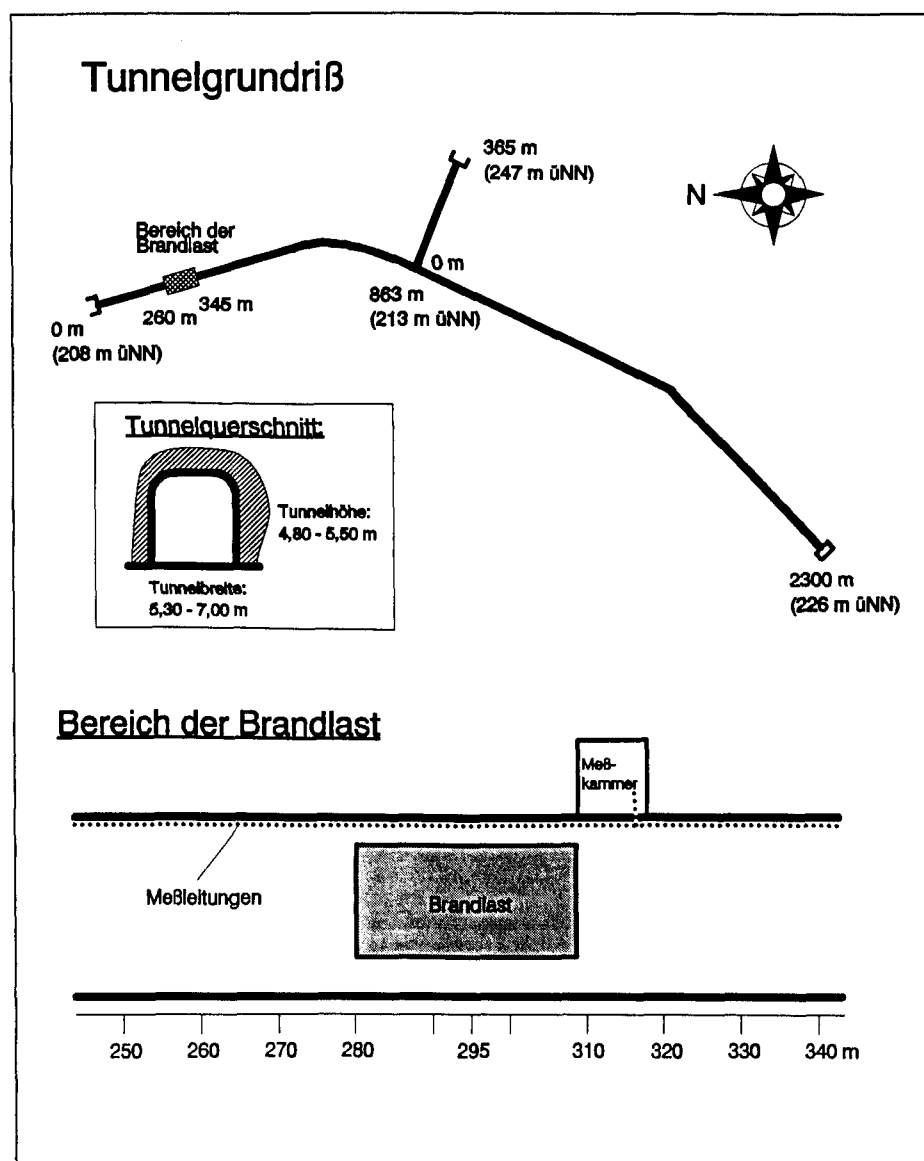 Tunnelgrundriß
365 m
(247 m üNN)
N
Bereich der
Brandlast
0 m
345 m
863 m
260 m
(213 m üNN)
0 m
(208 m üNN)
Tunnelquerschnitt:
Tunnelhöhe:
4,80 - 5,50 m
Tunnelbreite:
5,30 - 7,00 m
2300 m
(226 m üNN)
Bereich der Brandlast
Meß-
kammer
Meßleitungen
Brandlast
250 260 270 280 295 310 320 330 340 m